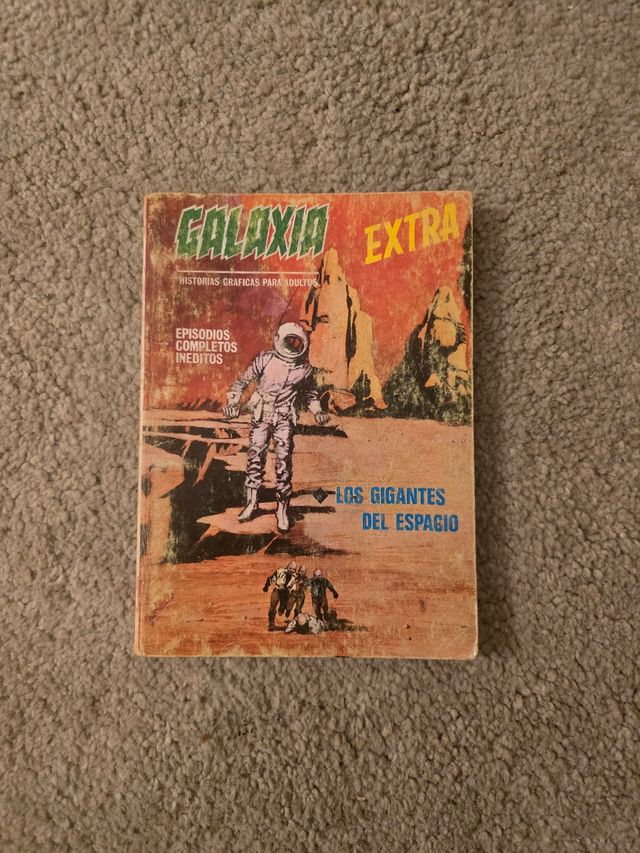 GALAXIA
EXTRA
HISTORIAS GRAFICAS PARA ADULTOS
EPISODIOS
COMPLETOS
INEDITOS
LOS GIGANTES
DEL ESPACIO